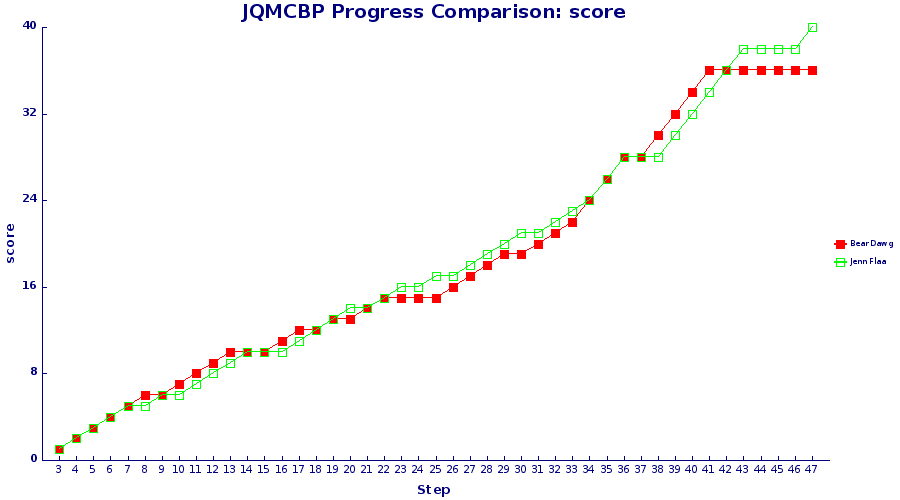 JQMCBP Progress Comparison: score
40
32
24
16
8
0
score
3 4 5 6 7 8 9 10 11 12 13 14 15 16 17 18 19 20 21 22 23 24 25 26 27 28 29 30 31 32 33 34 35 36 37 38 39 40 41 42 43 44 45 46 47
Step
Bear Dawg
Jenn Flaa